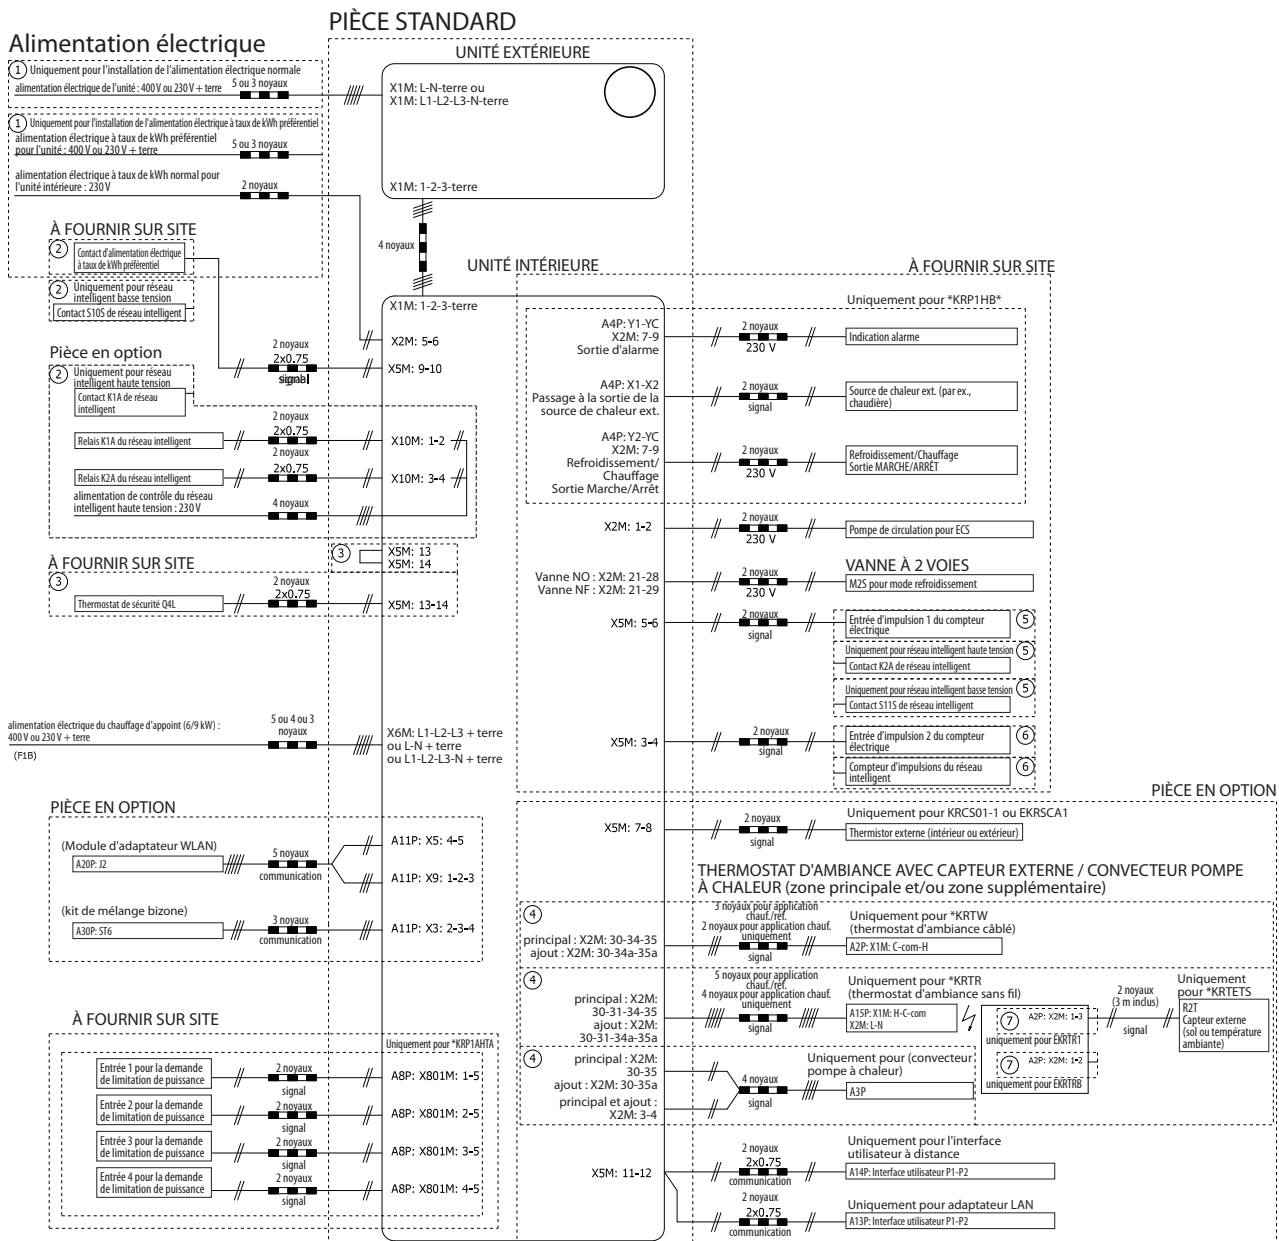 PIÈCE STANDARD
Alimentation électrique
UNITÉ EXTÉRIEURE
1 Uniquement pour l'installation de l'alimentation électrique normale
alimentation électrique de l'unité : 400 V ou 230 V + terre
5 ou 3 noyaux
X1M: L-N-terre ou
X1M: L1-L2-L3-N-terre
1 Uniquement pour l'installation de l'alimentation électrique à taux de kWh préférentiel
alimentation électrique à taux de kWh préférentiel
pour l'unité : 400 V ou 230 V + terre
5 ou 3 noyaux
alimentation électrique à taux de kWh normal pour
l'unité intérieure : 230 V
2 noyaux
X1M: 1-2-3-terre
À FOURNIR SUR SITE
2
Contact d'alimentation électrique
à taux de kWh préférentiel
4 noyaux
UNITÉ INTÉRIEURE
2 Uniquement pour réseau
intelligent basse tension
Contact S10S de réseau intelligent
X1M: 1-2-3-terre
X2M: 5-6
2 noyaux
2x0.75
signal
X5M: 9-10
Pièce en option
2 Uniquement pour réseau
intelligent haute tension
Contact K1A de réseau
intelligent
2 noyaux
2x0.75
Relais K1A du réseau intelligent
X10M: 1-2
2 noyaux
2x0.75
Relais K2A du réseau intelligent
X10M: 3-4
alimentation de contrôle du réseau
intelligent haute tension : 230 V
4 noyaux
3
X5M: 13
X5M: 14
À FOURNIR SUR SITE
3
2 noyaux
2x0.75
Thermostat de sécurité Q4L
X5M: 13-14
alimentation électrique du chauffage d'appoint (6/9 kW) :
400 V ou 230 V + terre
(F1B)
5 ou 4 ou 3
noyaux
X6M: L1-L2-L3 + terre
ou L-N + terre
ou L1-L2-L3-N + terre
PIÈCE EN OPTION
(Module d'adaptateur WLAN)
A20P: J2
5 noyaux
communication
A11P: X5: 4-5
A11P: X9: 1-2-3
(kit de mélange bizone)
A30P: ST6
3 noyaux
communication
A11P: X3: 2-3-4
À FOURNIR SUR SITE
Uniquement pour *KRP1AHTA
Entrée 1 pour la demande
de limitation de puissance
2 noyaux
signal
A8P: X801M: 1-5
Entrée 2 pour la demande
de limitation de puissance
2 noyaux
signal
A8P: X801M: 2-5
Entrée 3 pour la demande
de limitation de puissance
2 noyaux
signal
A8P: X801M: 3-5
Entrée 4 pour la demande
de limitation de puissance
2 noyaux
signal
A8P: X801M: 4-5
À FOURNIR SUR SITE
Uniquement pour *KRP1HB*
A4P: Y1-YC
X2M: 7-9
Sortie d'alarme
2 noyaux
230 V
Indication alarme
A4P: X1-X2
Passage à la sortie de la
source de chaleur ext.
2 noyaux
signal
Source de chaleur ext. (par ex.,
chaudière)
A4P: Y2-YC
X2M: 7-9
Refroidissement/
Chauffage
Sortie Marche/Arrêt
2 noyaux
230 V
Refroidissement/Chauffage
Sortie MARCHE/ARRÊT
X2M: 1-2
2 noyaux
230 V
Pompe de circulation pour ECS
VANNE À 2 VOIES
Vanne NO : X2M: 21-28
Vanne NF : X2M: 21-29
2 noyaux
230 V
M2S pour mode refroidissement
X5M: 5-6
2 noyaux
signal
Entrée d'impulsion 1 du compteur
électrique
5
Uniquement pour réseau intelligent haute tension
5
Contact K2A de réseau intelligent
Uniquement pour réseau intelligent basse tension
5
Contact S11S de réseau intelligent
X5M: 3-4
2 noyaux
signal
Entrée d'impulsion 2 du compteur
électrique
6
Compteur d'impulsions du réseau
intelligent
6
PIÈCE EN OPTION
Uniquement pour KRCS01-1 ou EKRSCA1
X5M: 7-8
2 noyaux
signal
Thermistor externe (intérieur ou extérieur)
THERMOSTAT D'AMBIANCE AVEC CAPTEUR EXTERNE / CONVECTEUR POMPE
À CHALEUR (zone principale et/ou zone supplémentaire)
4
principal : X2M: 30-34-35
ajout : X2M: 30-34a-35a
3 noyaux pour application
chauf./réf.
2 noyaux pour application chauf.
uniquement
signal
Uniquement pour *KRTW
(thermostat d'ambiance câblé)
A2P: X1M: C-com-H
4
principal : X2M:
30-31-34-35
ajout : X2M:
30-31-34a-35a
5 noyaux pour application
chauf./réf.
4 noyaux pour application chauf.
uniquement
signal
Uniquement pour *KRTR
(thermostat d'ambiance sans fil)
A15P: X1M: H-C-com
X2M: L-N
7 A2P: X2M: 1-3
uniquement pour EKRTR1
7 A2P: X2M: 1-2
uniquement pour EKRTRB
2 noyaux
(3 m inclus)
signal
Uniquement
pour *KRTETS
R2T
Capteur externe
(sol ou température
ambiante)
4
principal : X2M:
30-35
ajout : X2M: 30-35a
principal et ajout :
X2M: 3-4
4 noyaux
signal
Uniquement pour (convecteur
pompe à chaleur)
A3P
X5M: 11-12
2 noyaux
2x0.75
communication
Uniquement pour l'interface
utilisateur à distance
A14P: Interface utilisateur P1-P2
2 noyaux
2x0.75
communication
Uniquement pour adaptateur LAN
A13P: Interface utilisateur P1-P2